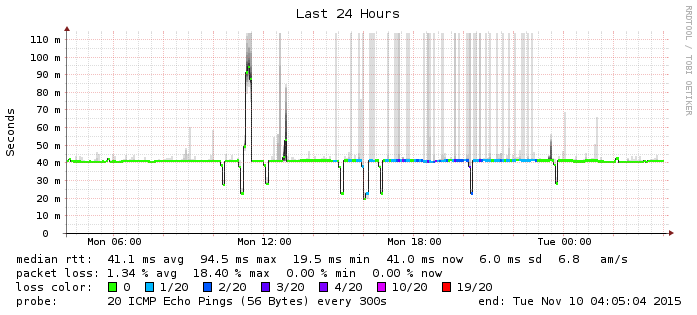 Last 24 Hours
RRDTOOL / TOBI OETIKER
Seconds
110 m
100 m
90 m
80 m
70 m
60 m
50 m
40 m
30 m
20 m
10 m
0
Mon 06:00 Mon 12:00 Mon 18:00 Tue 00:00
median rtt: 41.1 ms avg 94.5 ms max 19.5 ms min 41.0 ms now 6.0 ms sd 6.8 am/s
packet loss: 1.34 % avg 18.40 % max 0.00 % min 0.00 % now
loss color: 0 1/20 2/20 3/20 4/20 10/20 19/20
probe: 20 ICMP Echo Pings (56 Bytes) every 300s end: Tue Nov 10 04:05:04 2015